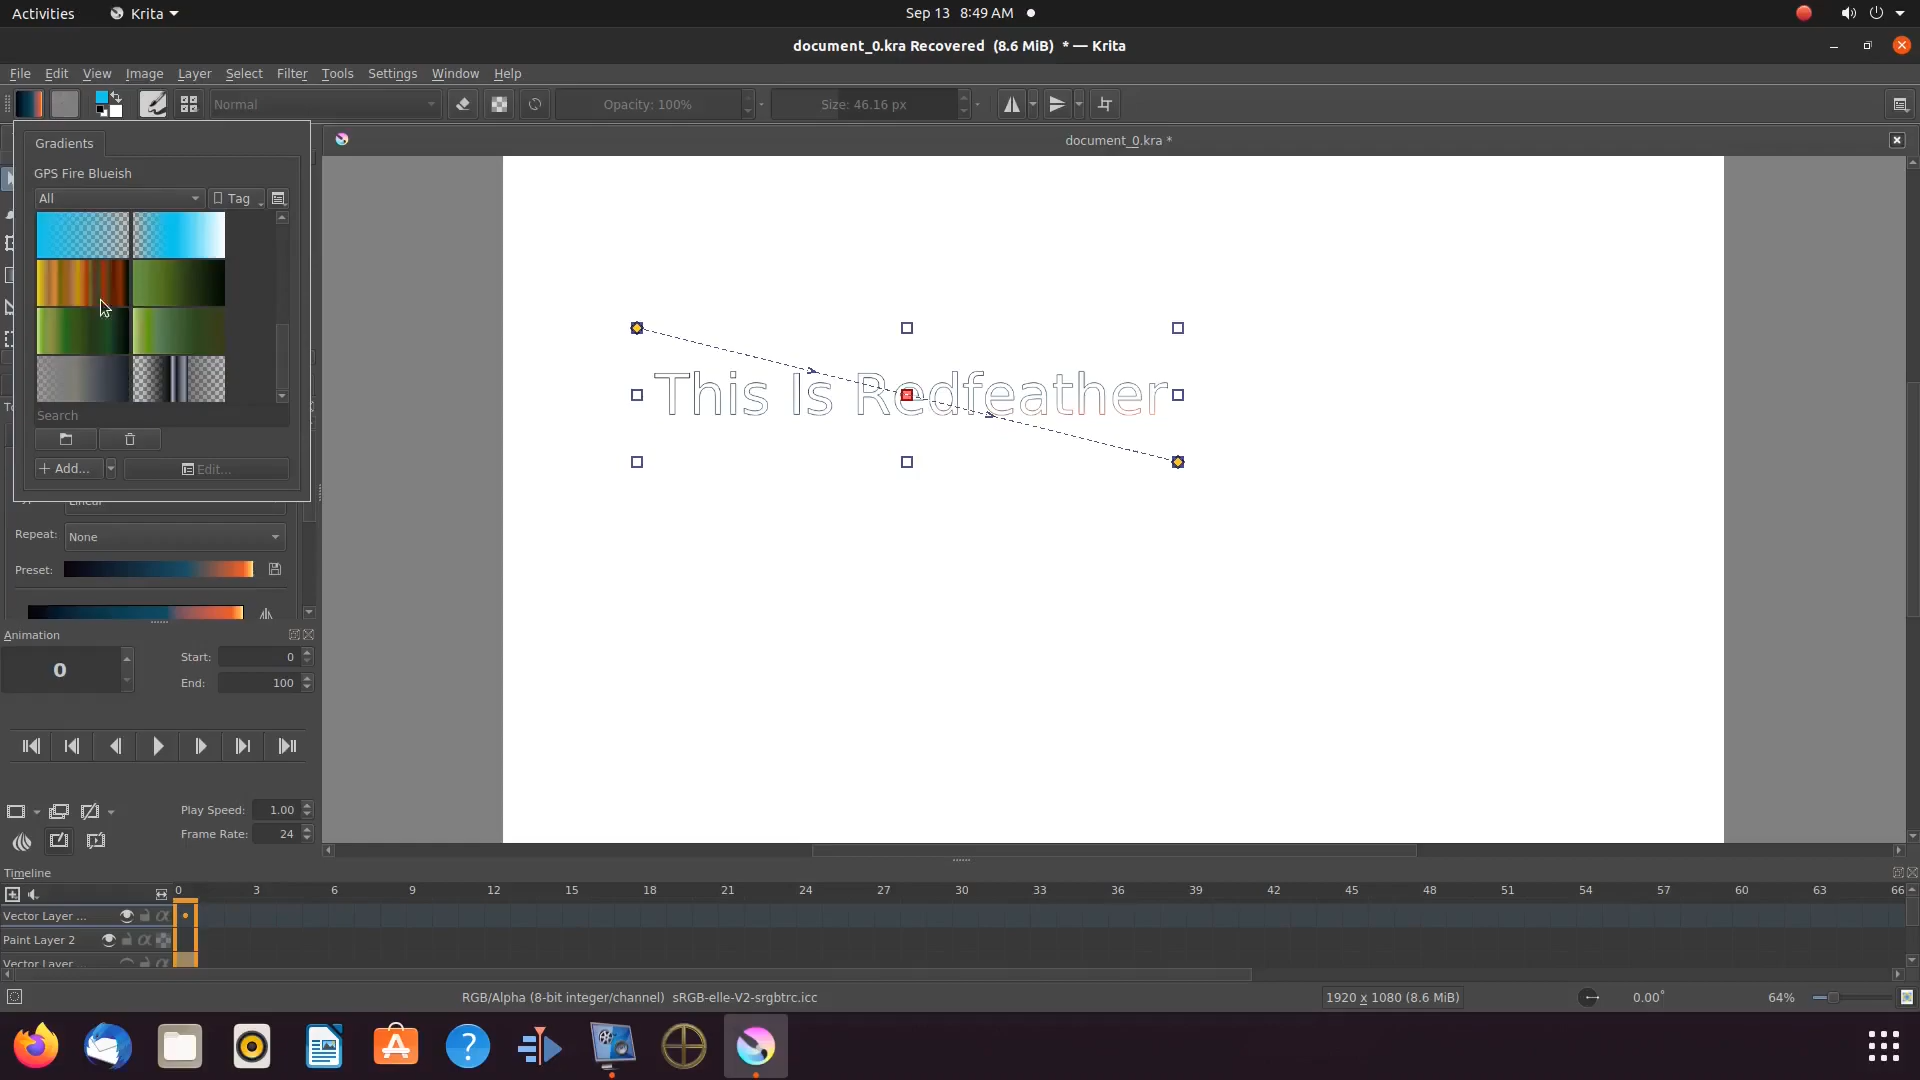 Activities
Krita
Sep 13 8:49 AM
document_0.kra Recovered (8.6 MiB) * — Krita
File Edit View Image Layer Select Filter Tools Settings Window Help
Normal
Opacity: 100%
Size: 46.16 px
Gradients
document_0.kra *
GPS Fire Blueish
All
Tag
Search
+ Add...
Edit...
Linear
Repeat: None
Preset:
This Is Redfeather
Animation
0
Start: 0
End: 100
Play Speed: 1.00
Frame Rate: 24
Timeline
0 3 6 9 12 15 18 21 24 27 30 33 36 39 42 45 48 51 54 57 60 63 66
Vector Layer ...
Paint Layer 2
Vector Layer ...
RGB/Alpha (8-bit integer/channel) sRGB-elle-V2-srgbtrc.icc
1920 x 1080 (8.6 MiB)
0.00°
64%